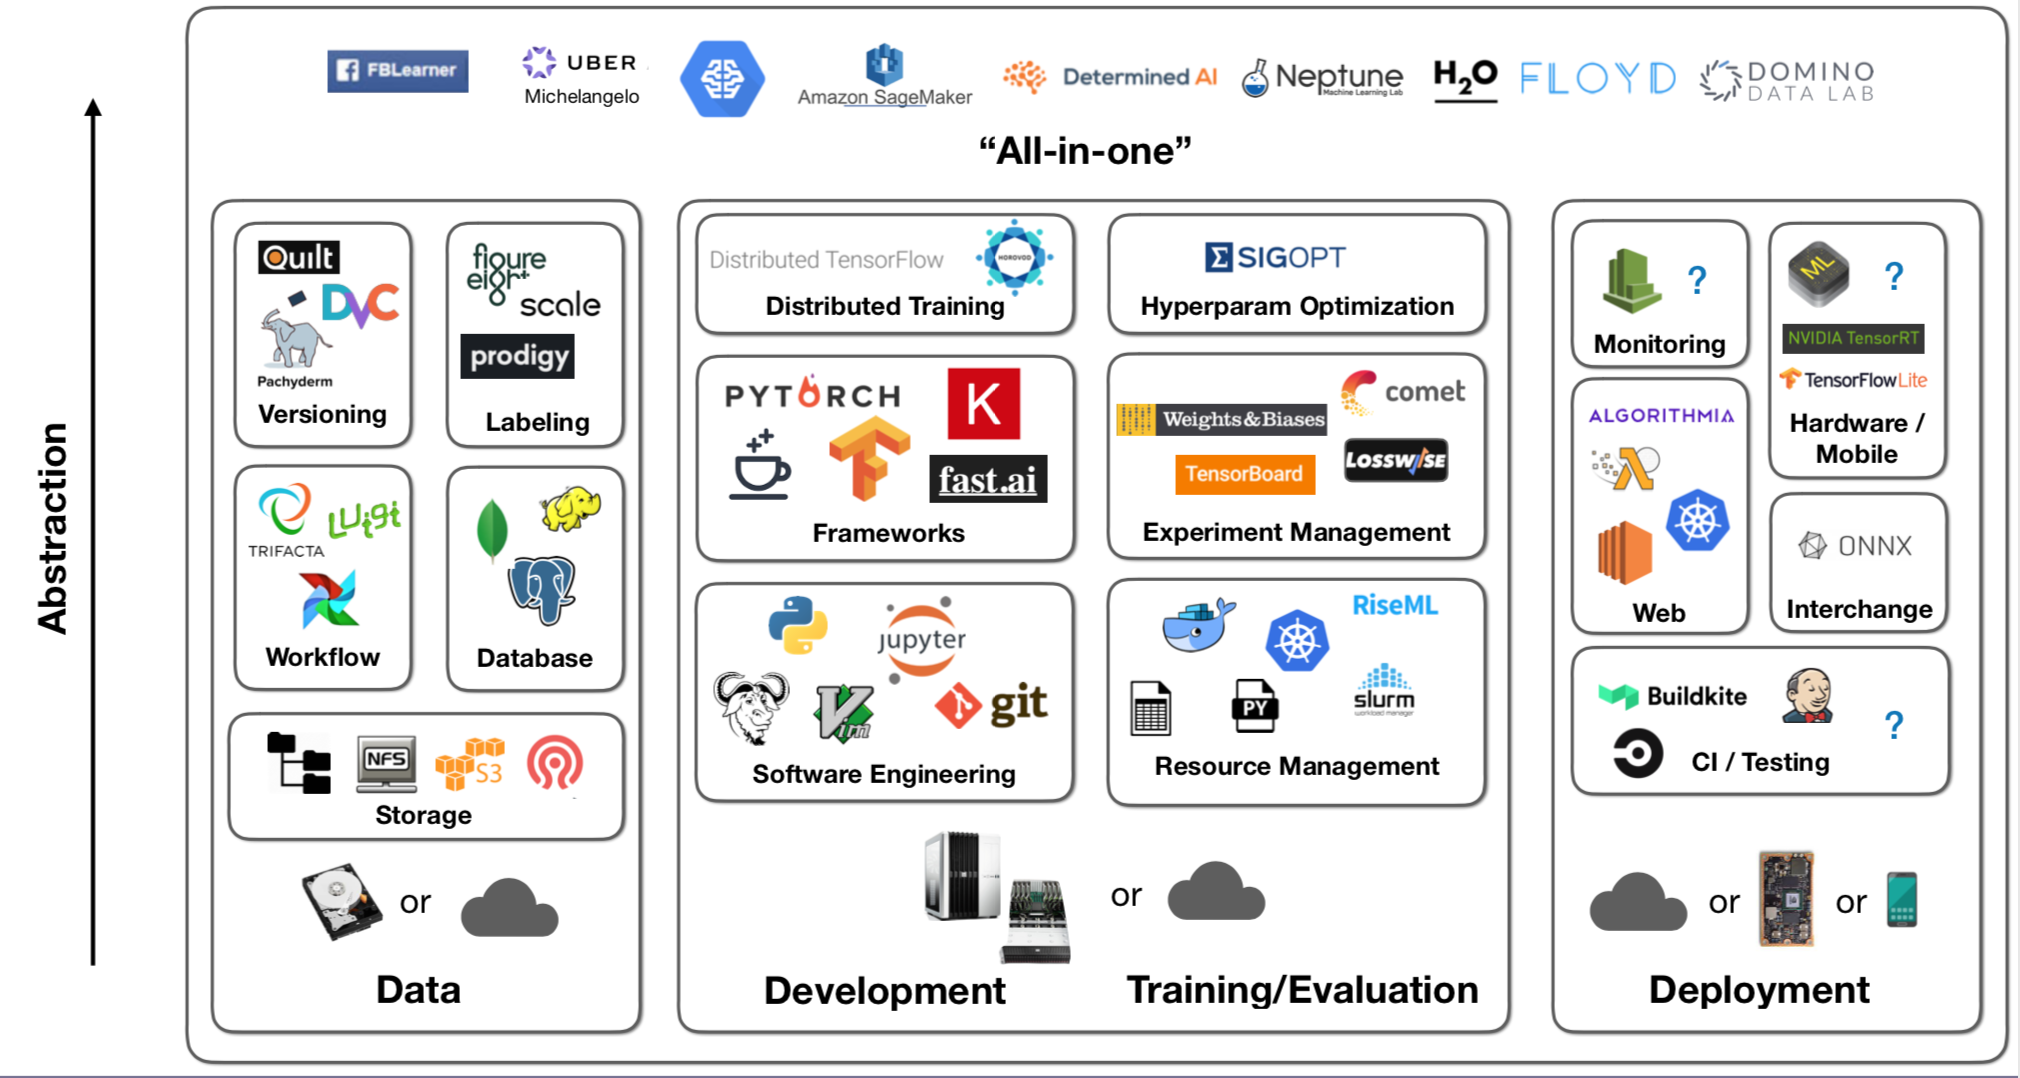 FBLearner
UBER
Michelangelo
Amazon SageMaker
Determined AI
Neptune
Machine Learning Lab
H2O
FLOYD
DOMINO
DATA LAB
“All-in-one”
Abstraction
Quilt
DVC
Pachyderm
Versioning
figure
eight
scale
prodigy
Labeling
TRIFACTA
Luigi
Workflow
Database
NFS
S3
Storage
or
Data
Distributed TensorFlow
HOROVOD
Distributed Training
SIGOPT
Hyperparam Optimization
PYTORCH
K
++
fast.ai
Frameworks
comet
Weights & Biases
TensorBoard
LOSSWISE
Experiment Management
jupyter
Vim
git
Software Engineering
RiseML
PY
slurm
workload manager
Resource Management
or
Development
Training/Evaluation
?
Monitoring
ML
?
NVIDIA TensorRT
TensorFlow Lite
Hardware /
Mobile
ALGORITHMIA
Web
ONNX
Interchange
Buildkite
?
CI / Testing
or
or
Deployment